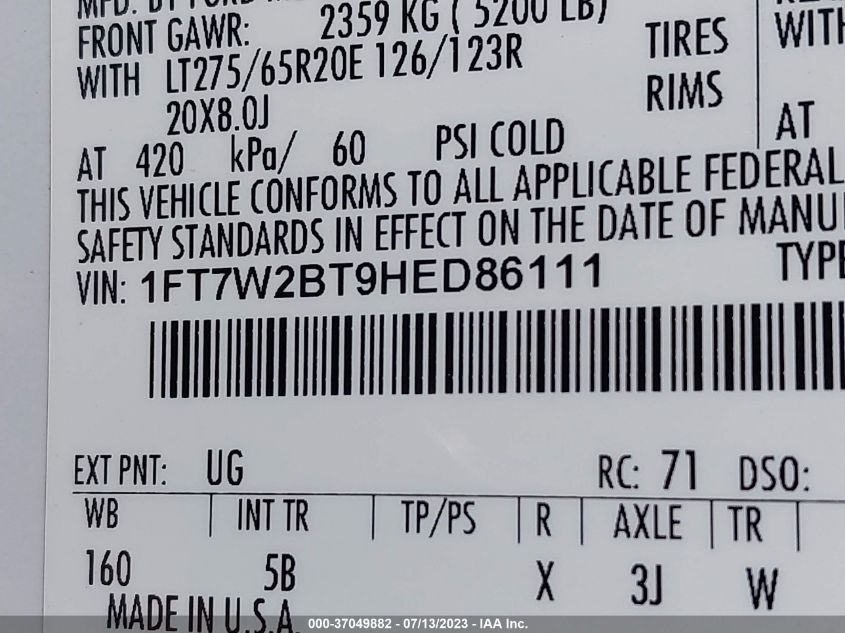 MFD. BY FORD
FRONT GAWR: 2359 KG ( 5200 LB)
WITH LT275/65R20E 126/123R TIRES
WITH
20X8.0J RIMS
AT 420 kPa/ 60 PSI COLD
AT
THIS VEHICLE CONFORMS TO ALL APPLICABLE FEDERAL
SAFETY STANDARDS IN EFFECT ON THE DATE OF MANU
VIN: 1FT7W2BT9HED86111
TYPE
EXT PNT: UG RC: 71 DSO:
WB INT TR TP/PS R AXLE TR
160 5B X 3J W
MADE IN U.S.A.
000-37049882 - 07/13/2023 - IAA Inc.